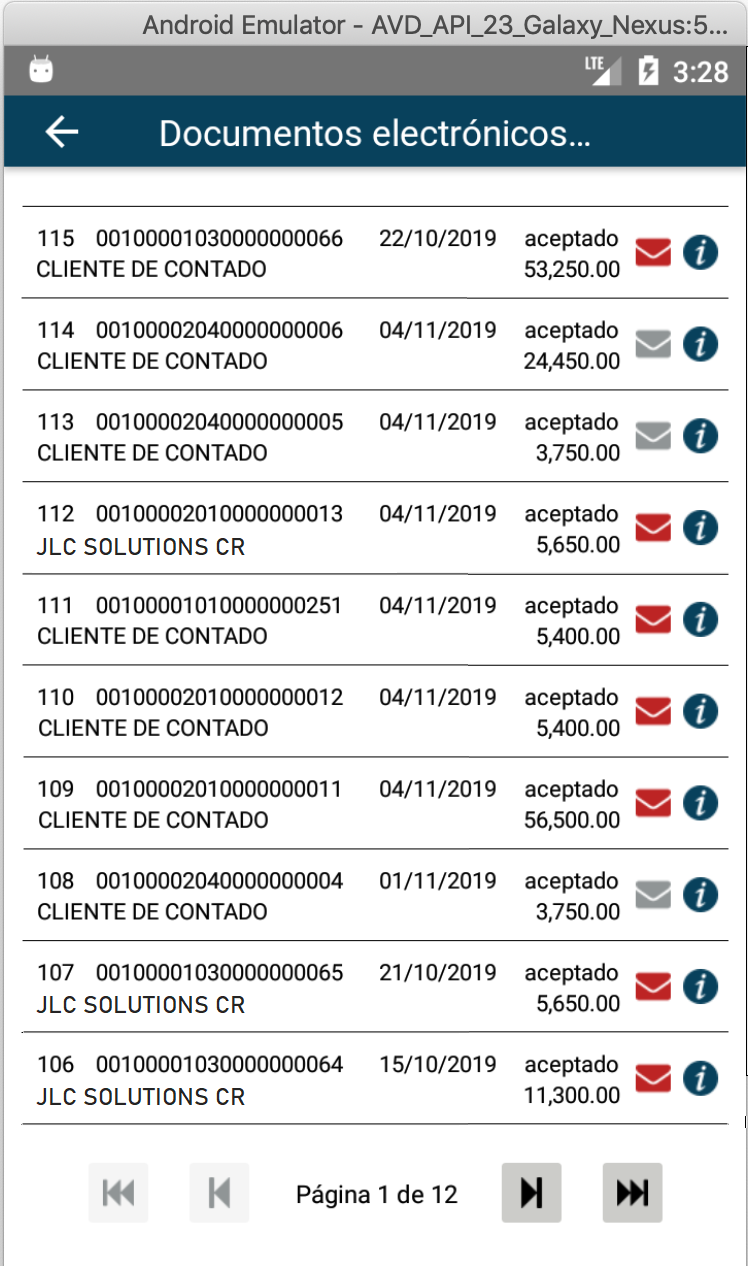 Android Emulator - AVD_API_23_Galaxy_Nexus:5...
LTE 3:28
Documentos electrónicos...
115 00100001030000000066 22/10/2019 aceptado
CLIENTE DE CONTADO 53,250.00
114 00100002040000000006 04/11/2019 aceptado
CLIENTE DE CONTADO 24,450.00
113 00100002040000000005 04/11/2019 aceptado
CLIENTE DE CONTADO 3,750.00
112 00100002010000000013 04/11/2019 aceptado
JLC SOLUTIONS CR 5,650.00
111 00100001010000000251 04/11/2019 aceptado
CLIENTE DE CONTADO 5,400.00
110 00100002010000000012 04/11/2019 aceptado
CLIENTE DE CONTADO 5,400.00
109 00100002010000000011 04/11/2019 aceptado
CLIENTE DE CONTADO 56,500.00
108 00100002040000000004 01/11/2019 aceptado
CLIENTE DE CONTADO 3,750.00
107 00100001030000000065 21/10/2019 aceptado
JLC SOLUTIONS CR 5,650.00
106 00100001030000000064 15/10/2019 aceptado
JLC SOLUTIONS CR 11,300.00
Página 1 de 12